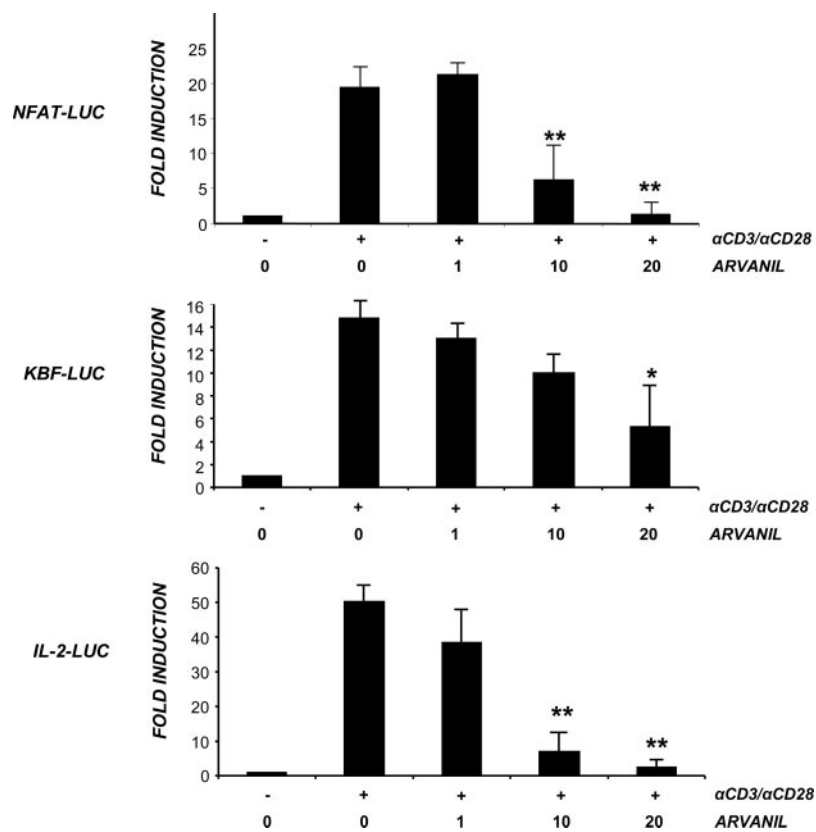 NFAT-LUC
FOLD INDUCTION
25
20
15
10
5
0
**
**
- + + + + αCD3/αCD28
0 0 1 10 20 ARVANIL
KBF-LUC
FOLD INDUCTION
16
14
12
10
8
6
4
2
0
*
- + + + + αCD3/αCD28
0 0 1 10 20 ARVANIL
IL-2-LUC
FOLD INDUCTION
60
50
40
30
20
10
0
**
**
- + + + + αCD3/αCD28
0 0 1 10 20 ARVANIL